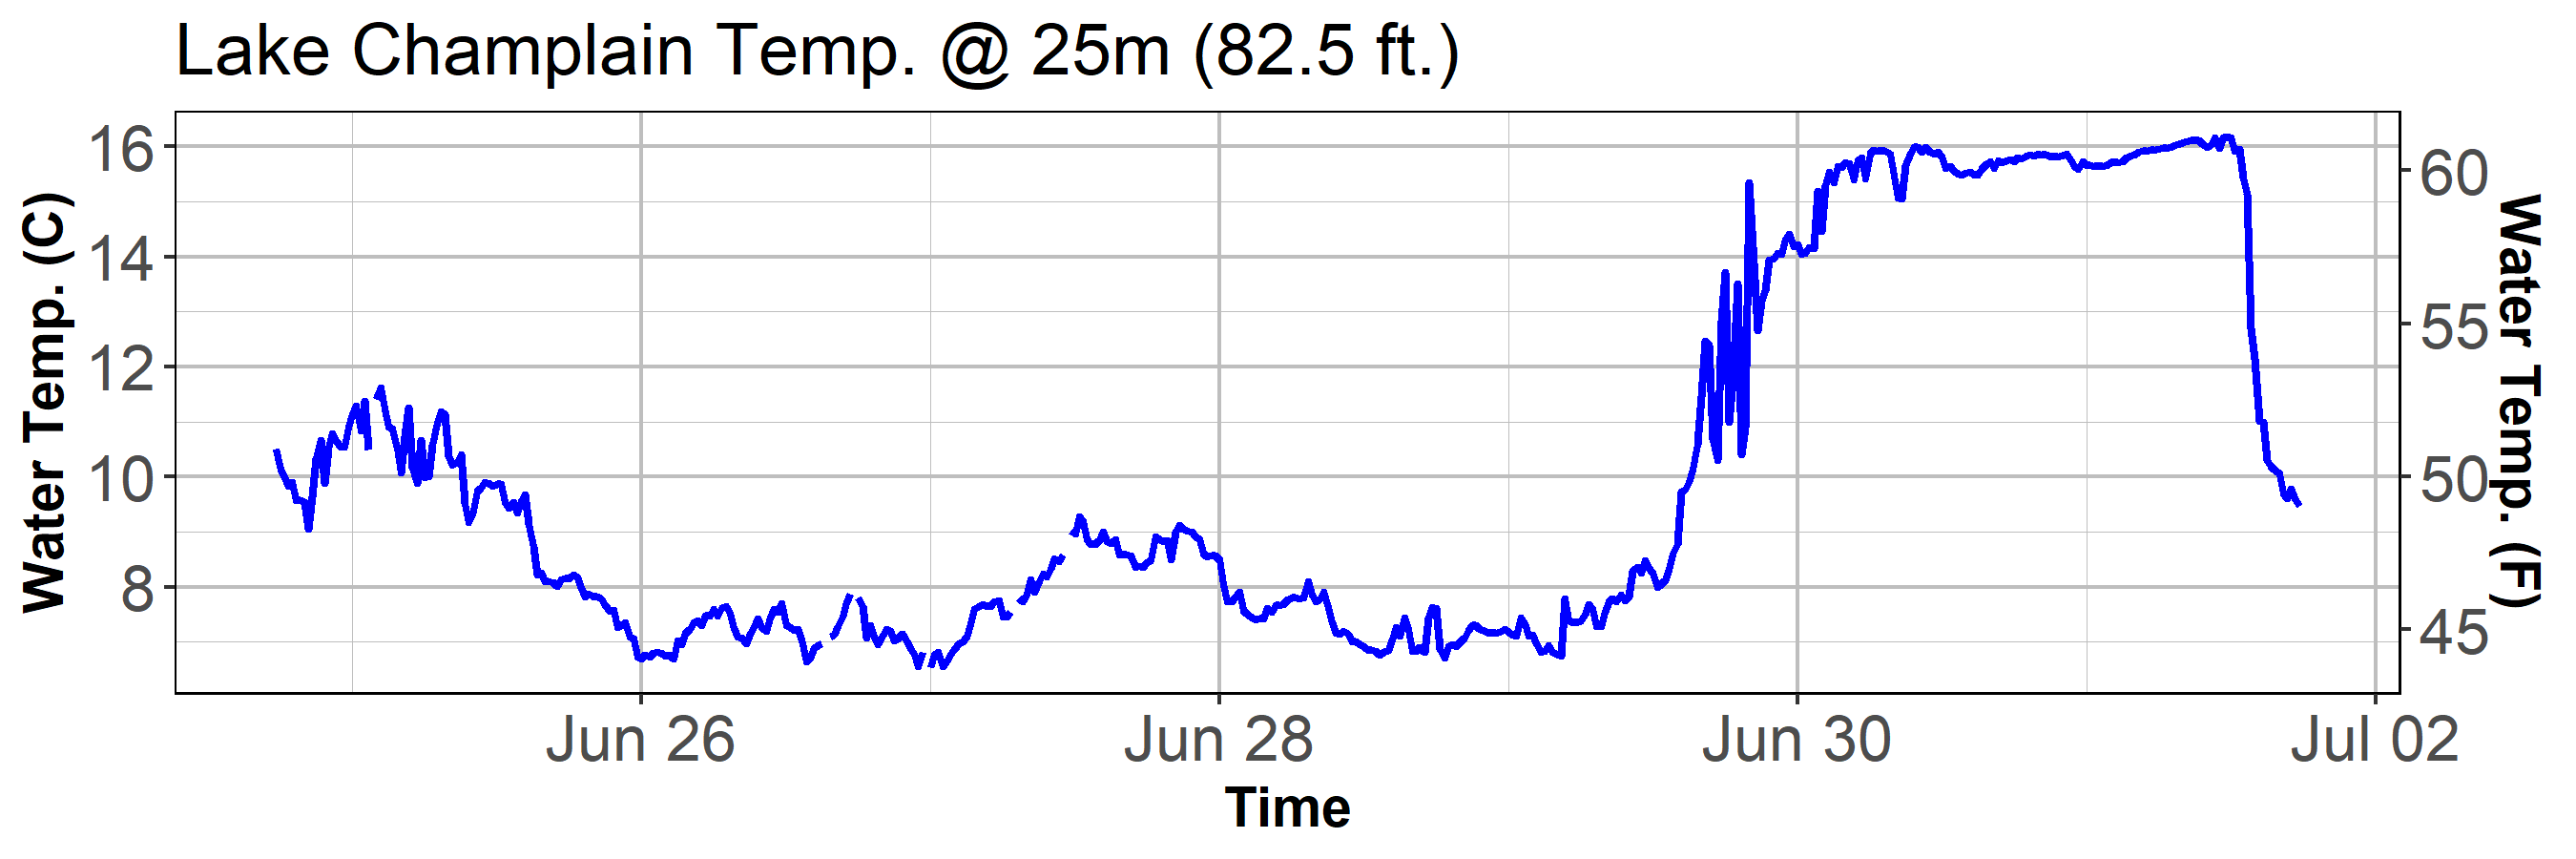 Lake Champlain Temp. @ 25m (82.5 ft.)
Water Temp. (C)
16
14
12
10
8
60
55
50
45
Water Temp. (F)
Jun 26
Jun 28
Jun 30
Jul 02
Time